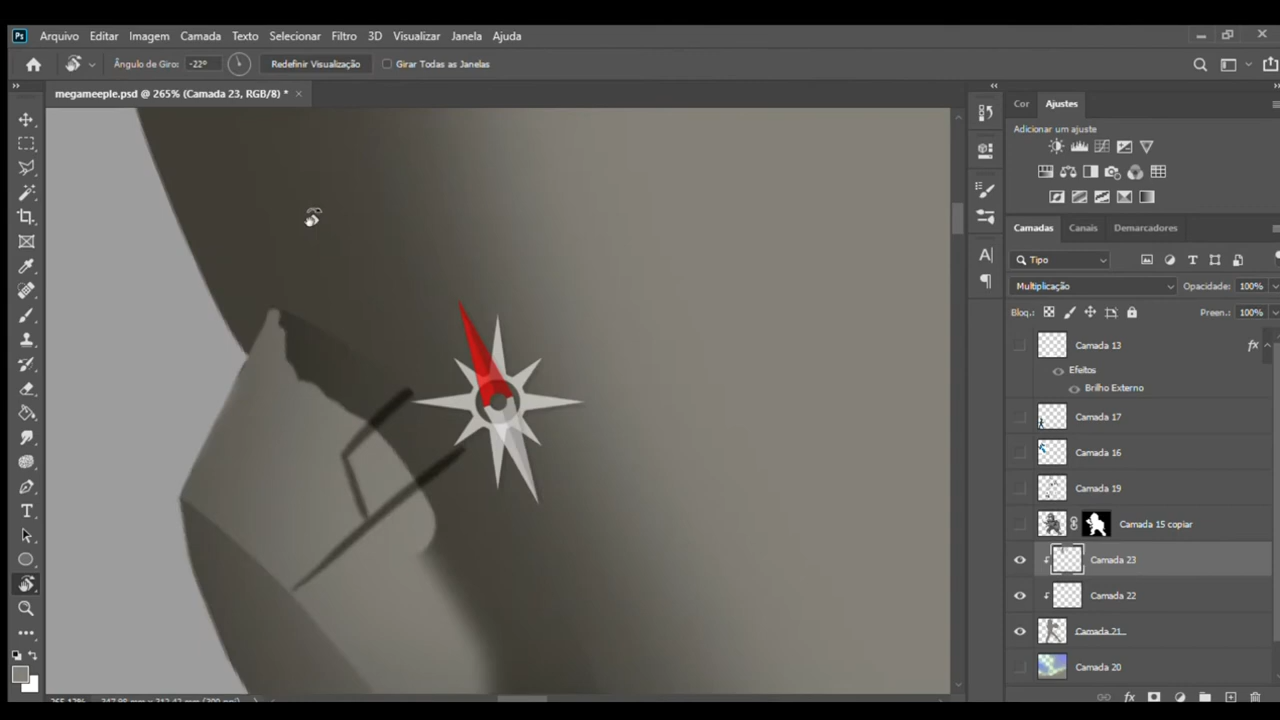 Ps Arquivo Editar Imagem Camada Texto Selecionar Filtro 3D Visualizar Janela Ajuda
Ângulo de Giro: -22° Redefinir Visualização Girar Todas as Janelas
megameeple.psd @ 265% (Camada 23, RGB/8) * ×
Cor Ajustes
Adicionar um ajuste
Camadas Canais Demarcadores
Tipo
Multiplicação Opacidade: 100%
Bloq.: Preen.: 100%
Camada 13 fx
Efeitos
Brilho Externo
Camada 17
Camada 16
Camada 19
Camada 15 copiar
Camada 23
Camada 22
Camada 21
Camada 20
fx